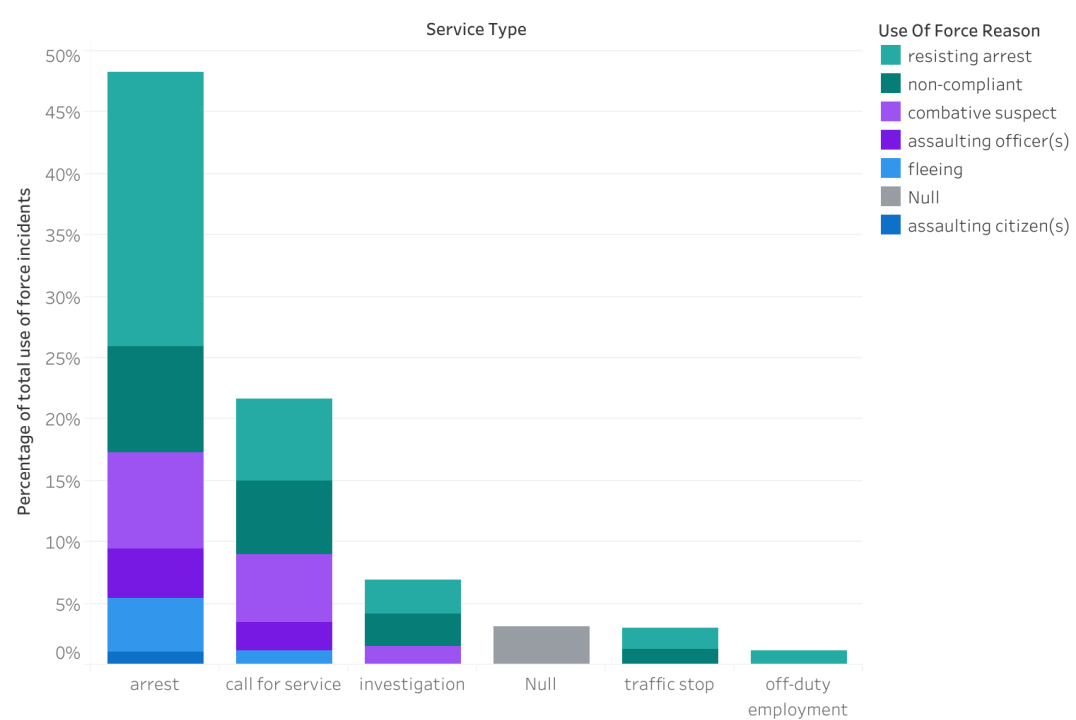 Service Type
Use Of Force Reason
resisting arrest
non-compliant
combative suspect
assaulting officer(s)
fleeing
Null
assaulting citizen(s)
Percentage of total use of force incidents
50%
45%
40%
35%
30%
25%
20%
15%
10%
5%
0%
arrest
call for service
investigation
Null
traffic stop
off-duty
employment